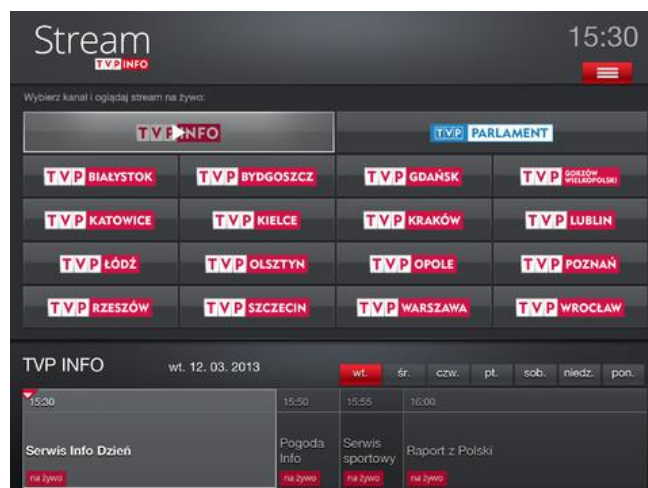 Stream
TVP INFO
15:30
Wybierz kanał i oglądaj stream na żywo:
TVP INFO
TVP PARLAMENT
TVP BIAŁYSTOK
TVP BYDGOSZCZ
TVP GDAŃSK
TVP GORZÓW WIELKOPOLSKI
TVP KATOWICE
TVP KIELCE
TVP KRAKÓW
TVP LUBLIN
TVP ŁÓDŹ
TVP OLSZTYN
TVP OPOLE
TVP POZNAŃ
TVP RZESZÓW
TVP SZCZECIN
TVP WARSZAWA
TVP WROCŁAW
TVP INFO
wt. 12. 03. 2013
wt. śr. czw. pt. sob. niedz. pon.
15:30
15:50
15:55
16:00
Serwis Info Dzień
Pogoda
Info
Serwis
sportowy
Raport z Polski
na żywo
na żywo
na żywo
na żywo